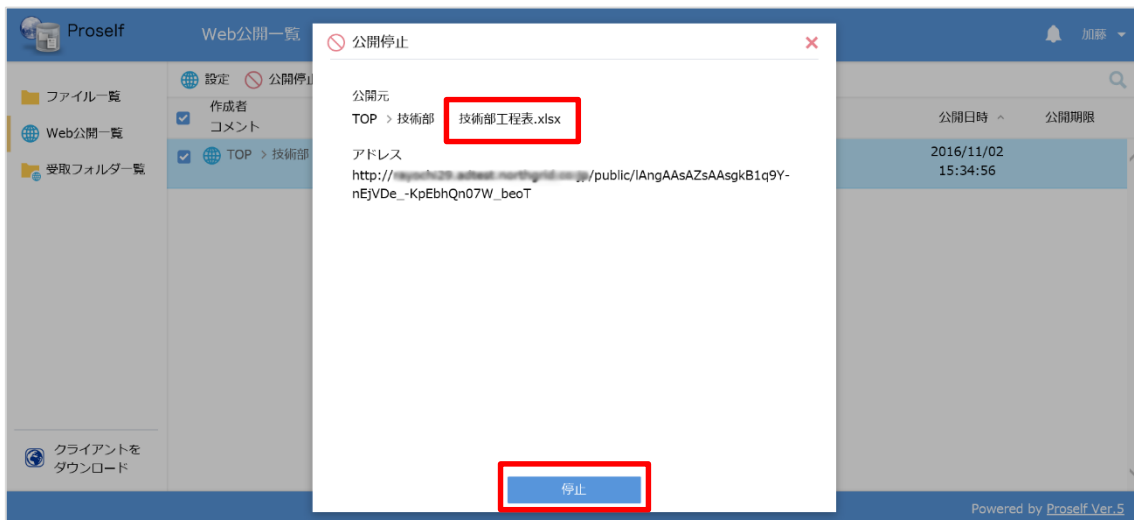 Proself
Web公開一覧
加藤
ファイル一覧
Web公開一覧
受取フォルダ一覧
クライアントを
ダウンロード
設定 公開停止
作成者
コメント
公開日時
公開期限
TOP > 技術部
2016/11/02
15:34:56
公開停止
公開元
TOP > 技術部 技術部工程表.xlsx
アドレス
http:// /public/lAngAAsAZsAAsgkB1q9Y-
nEjVDe_-KpEbhQn07W_beoT
停止
Powered by Proself Ver.5